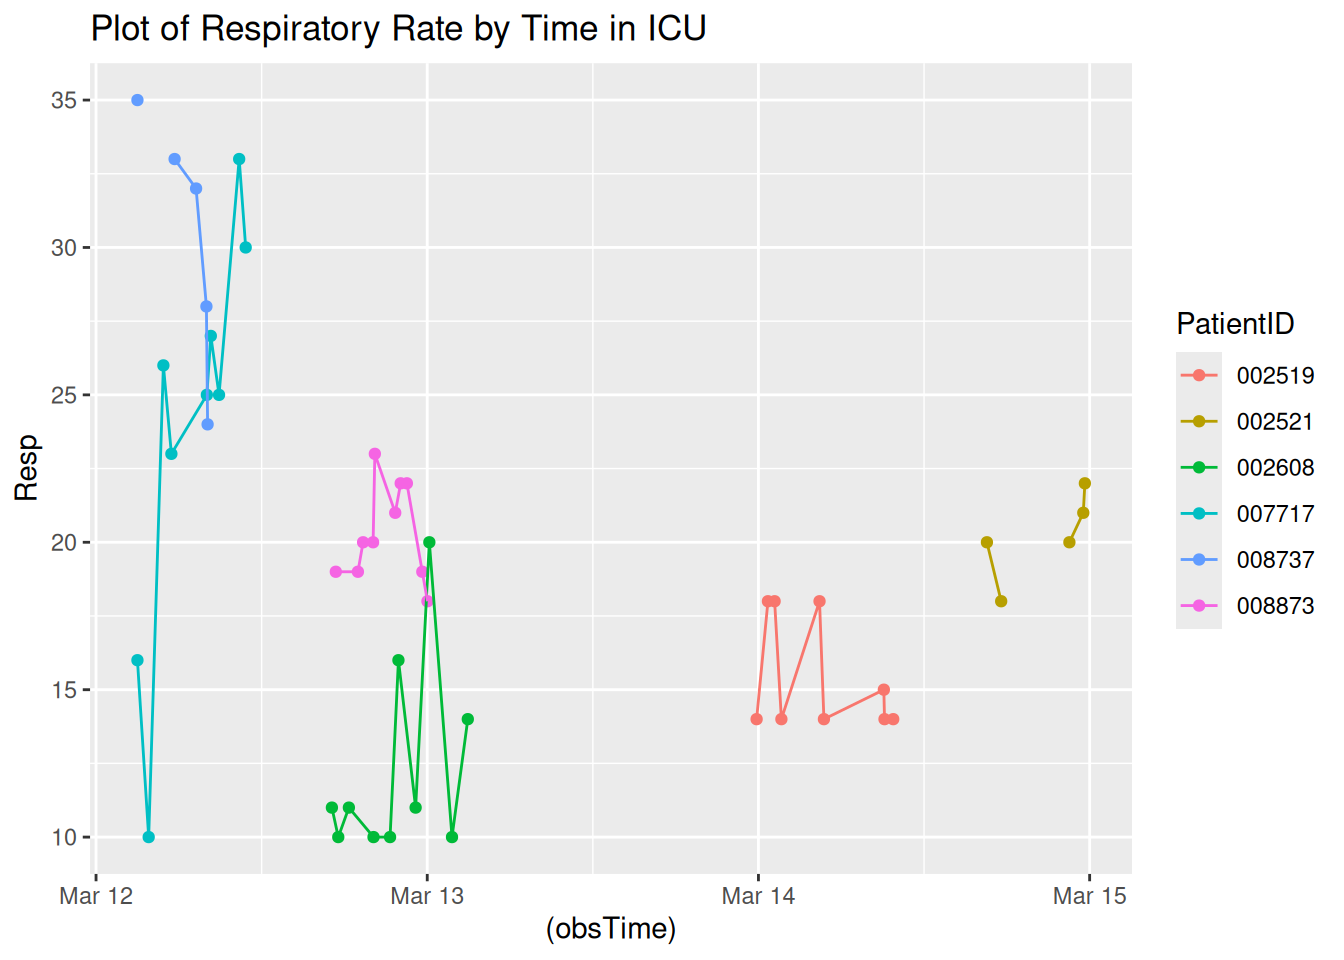 Plot of Respiratory Rate by Time in ICU
35
30
25
20
15
10
Resp
Mar 12
Mar 13
Mar 14
Mar 15
(obsTime)
PatientID
002519
002521
002608
007717
008737
008873